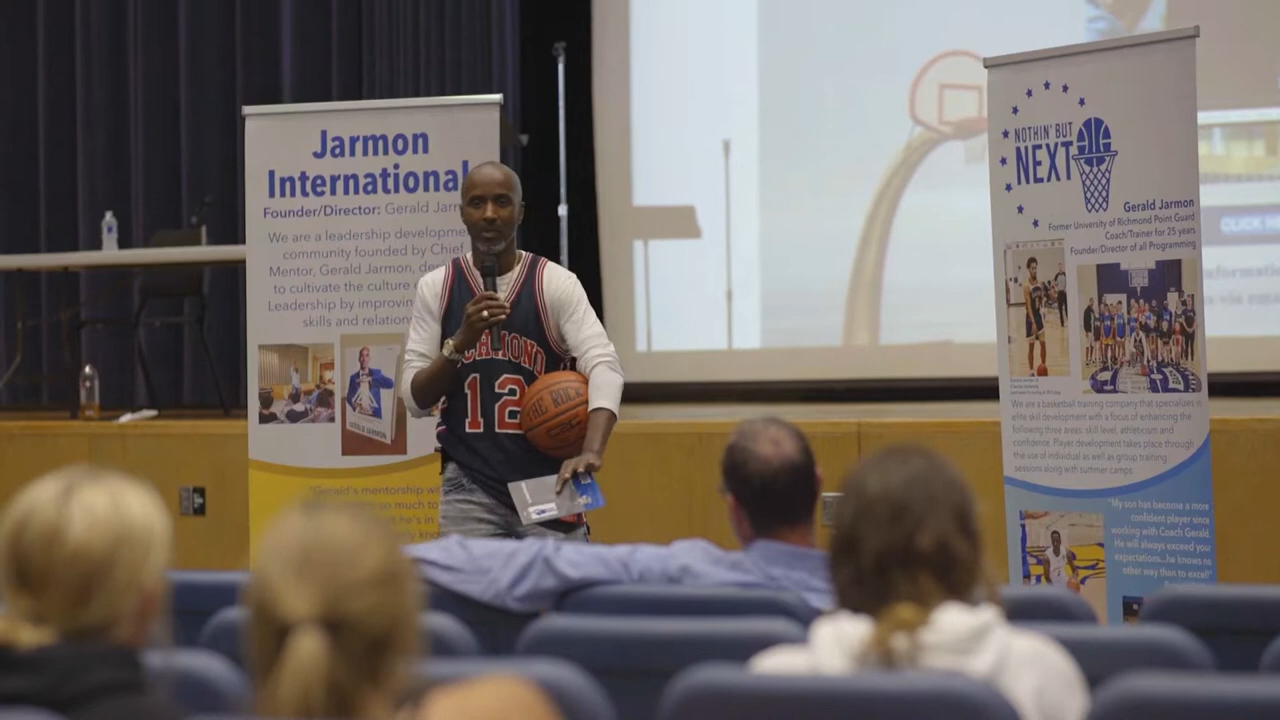 Jarmon
International
Founder/Director: Gerald
We are a leadership
community founded by Chief
Mentor, Gerald Jarmon,
to cultivate the culture
Leadership by improving
skills and
GERALD JARMON
"Gerald's mentorship
so much to
he's in
RICHMOND
12
THE ROCK
NOTHIN' BUT
NEXT
Gerald Jarmon
Former University of Richmond Point Guard
Coach/Trainer for 25 years
Founder/Director of all Programming
We are a basketball training company that specializes in
elite skill development with a focus of enhancing the
following three areas: skill level, athleticism and
confidence. Player development takes place through
the use of individual as well as group training
sessions along with summer camps.
"My son has become a more
confident player since
working with Coach Gerald.
He will always exceed your
expectations...he knows no
other way than to excel!"
CLICK